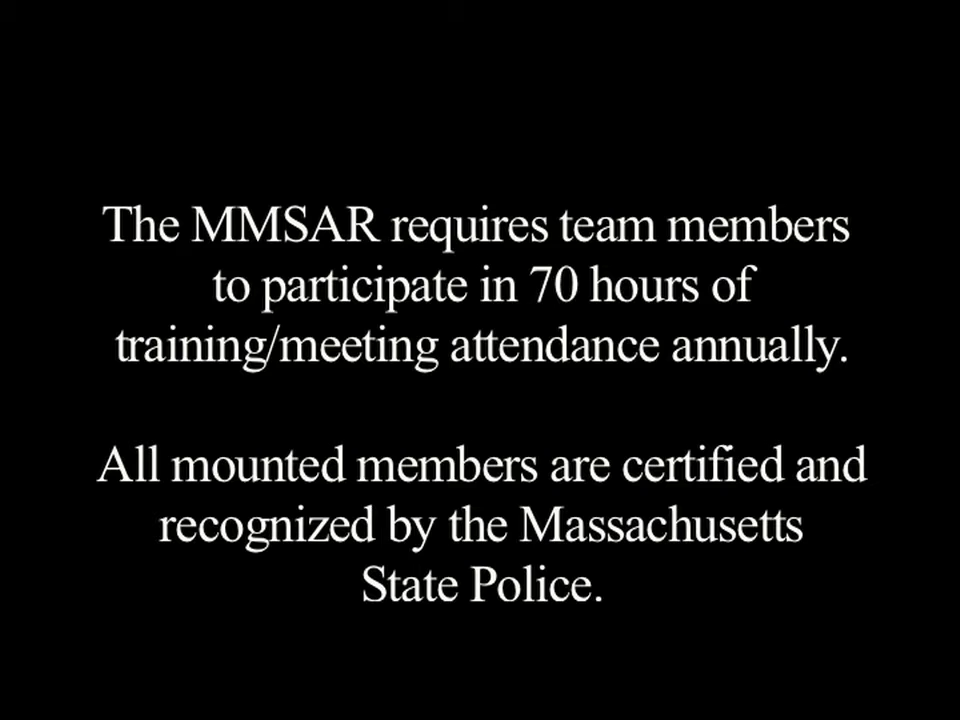 The MMSAR requires team members
to participate in 70 hours of
training/meeting attendance annually.
All mounted members are certified and
recognized by the Massachusetts
State Police.